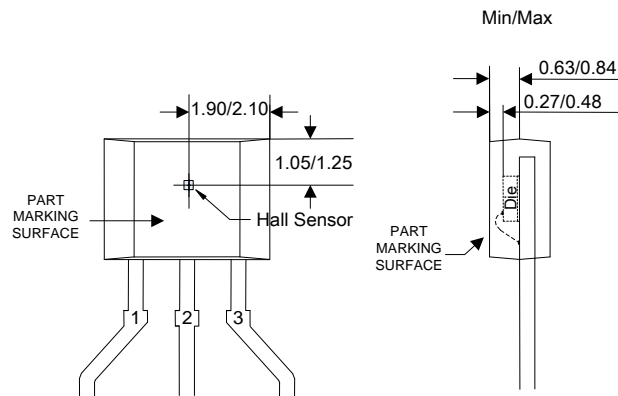 Min/Max
0.63/0.84
0.27/0.48
1.90/2.10
1.05/1.25
PART
MARKING
SURFACE
Hall Sensor
Die
PART
MARKING
SURFACE
1
2
3